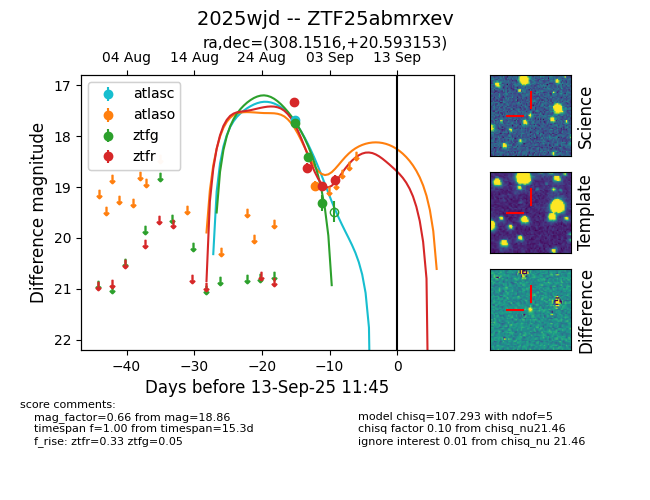 2025wjd -- ZTF25abmrxev
ra,dec=(308.1516,+20.593153)
04 Aug 14 Aug 24 Aug 03 Sep 13 Sep
17
18
19
20
21
22
Difference magnitude
atlasc
atlaso
ztfg
ztfr
−40 −30 −20 −10 0
Days before 13-Sep-25 11:45
Science
Template
Difference
score comments:
mag_factor=0.66 from mag=18.86
timespan f=1.00 from timespan=15.3d
f_rise: ztfr=0.33 ztfg=0.05
model chisq=107.293 with ndof=5
chisq factor 0.10 from chisq_nu21.46
ignore interest 0.01 from chisq_nu 21.46